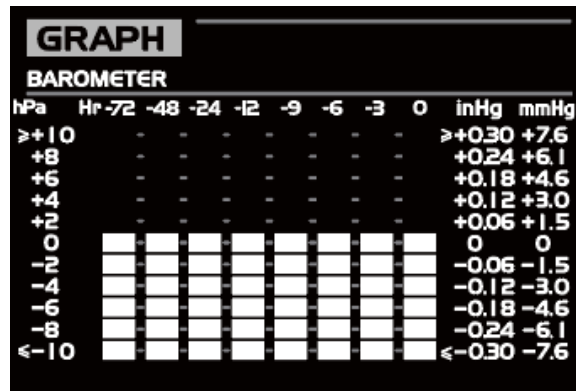 GRAPH
BAROMETER
hPa Hr -72 -48 -24 -12 -9 -6 -3 0 inHg mmHg
≥+10 ≥+0.30 +7.6
+8 +0.24 +6.1
+6 +0.18 +4.6
+4 +0.12 +3.0
+2 +0.06 +1.5
0 0 0
-2 -0.06 -1.5
-4 -0.12 -3.0
-6 -0.18 -4.6
-8 -0.24 -6.1
≤-10 ≤-0.30 -7.6